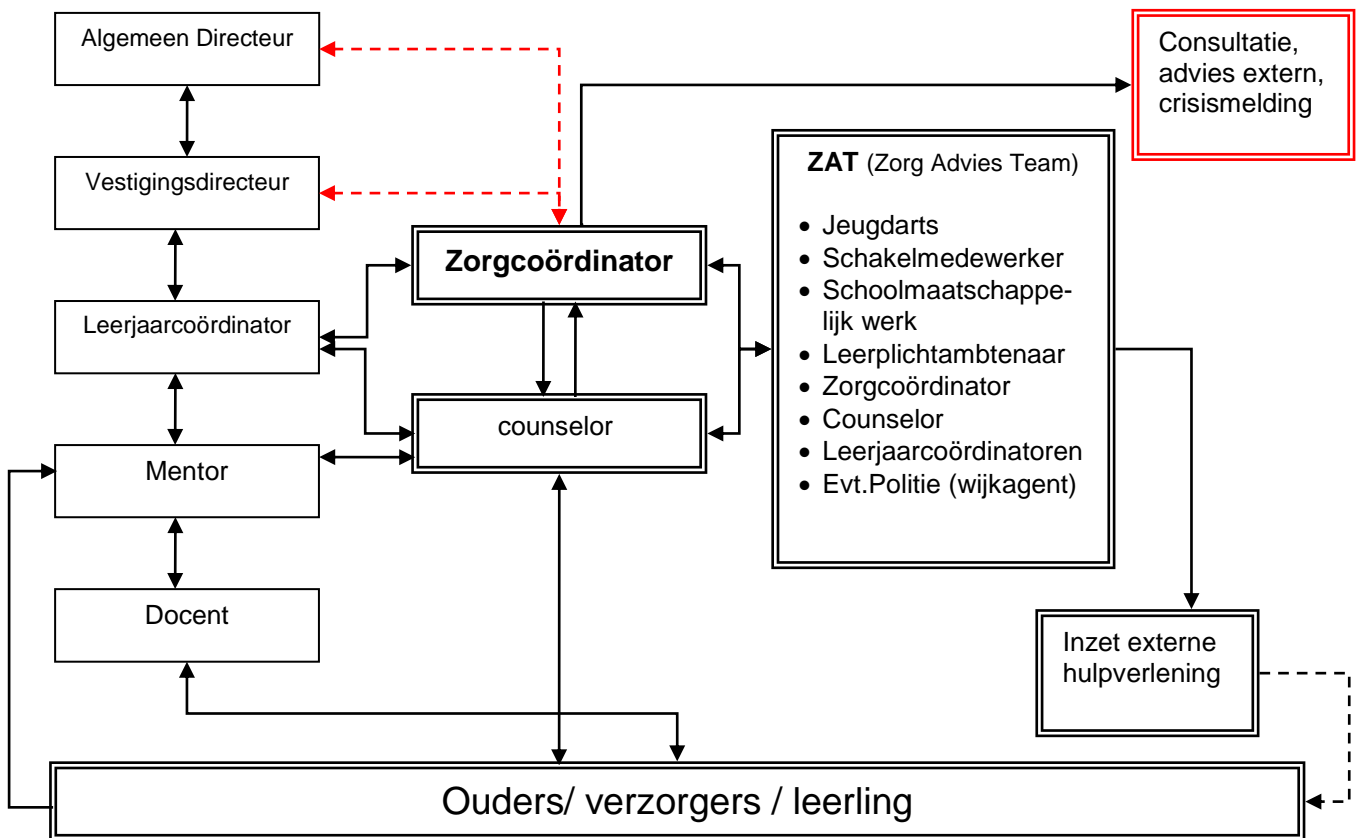 Algemeen Directeur
Consultatie,
advies extern,
crisismelding
Vestigingsdirecteur
ZAT (Zorg Advies Team)
• Jeugdarts
• Schakelmedewerker
• Schoolmaatschappe-
lijk werk
• Leerplichtambtenaar
• Zorgcoördinator
• Counselor
• Leerjaarcoördinatoren
• Evt.Politie (wijkagent)
Zorgcoördinator
Leerjaarcoördinator
counselor
Mentor
Docent
Inzet externe
hulpverlening
Ouders/ verzorgers / leerling